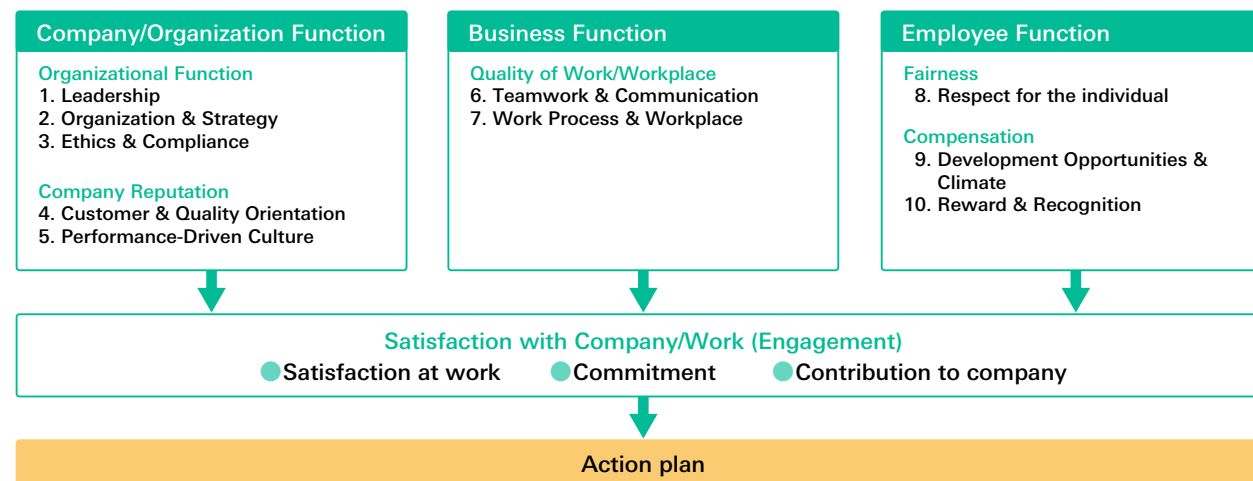 Company/Organization Function
Organizational Function
1. Leadership
2. Organization & Strategy
3. Ethics & Compliance
Company Reputation
4. Customer & Quality Orientation
5. Performance-Driven Culture
Business Function
Quality of Work/Workplace
6. Teamwork & Communication
7. Work Process & Workplace
Employee Function
Fairness
8. Respect for the individual
Compensation
9. Development Opportunities &
Climate
10. Reward & Recognition
Satisfaction with Company/Work (Engagement)
Satisfaction at work Commitment Contribution to company
Action plan